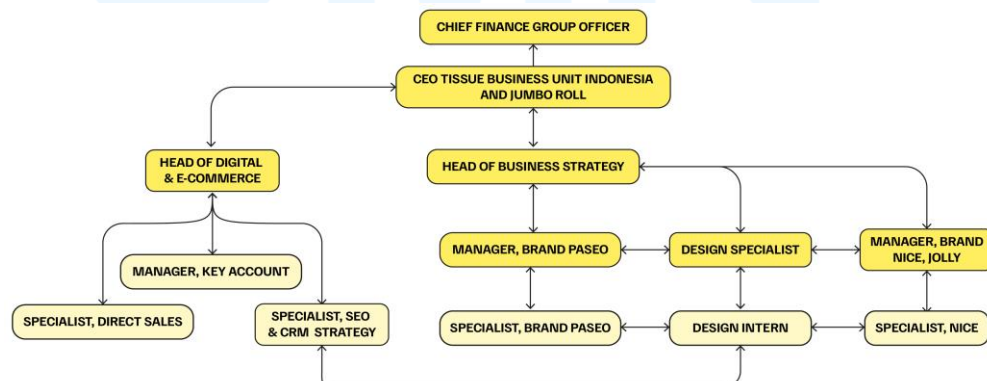 CHIEF FINANCE GROUP OFFICER
CEO TISSUE BUSINESS UNIT INDONESIA
AND JUMBO ROLL
HEAD OF DIGITAL
& E-COMMERCE
HEAD OF BUSINESS STRATEGY
MANAGER, BRAND PASEO
DESIGN SPECIALIST
MANAGER, BRAND
NICE, JOLLY
MANAGER, KEY ACCOUNT
SPECIALIST, DIRECT SALES
SPECIALIST, SEO
& CRM STRATEGY
SPECIALIST, BRAND PASEO
DESIGN INTERN
SPECIALIST, NICE